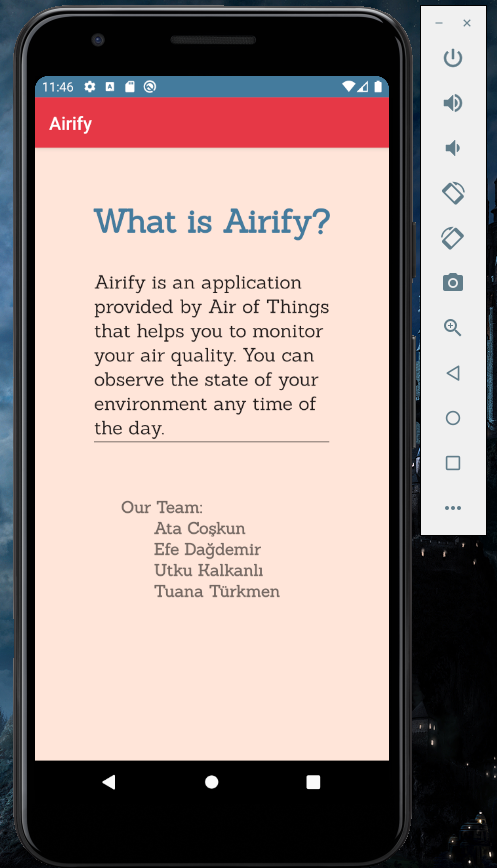 11:46
Airify
What is Airify?
Airify is an application
provided by Air of Things
that helps you to monitor
your air quality. You can
observe the state of your
environment any time of
the day.
Our Team:
Ata Coşkun
Efe Dağdemir
Utku Kalkanlı
Tuana Türkmen